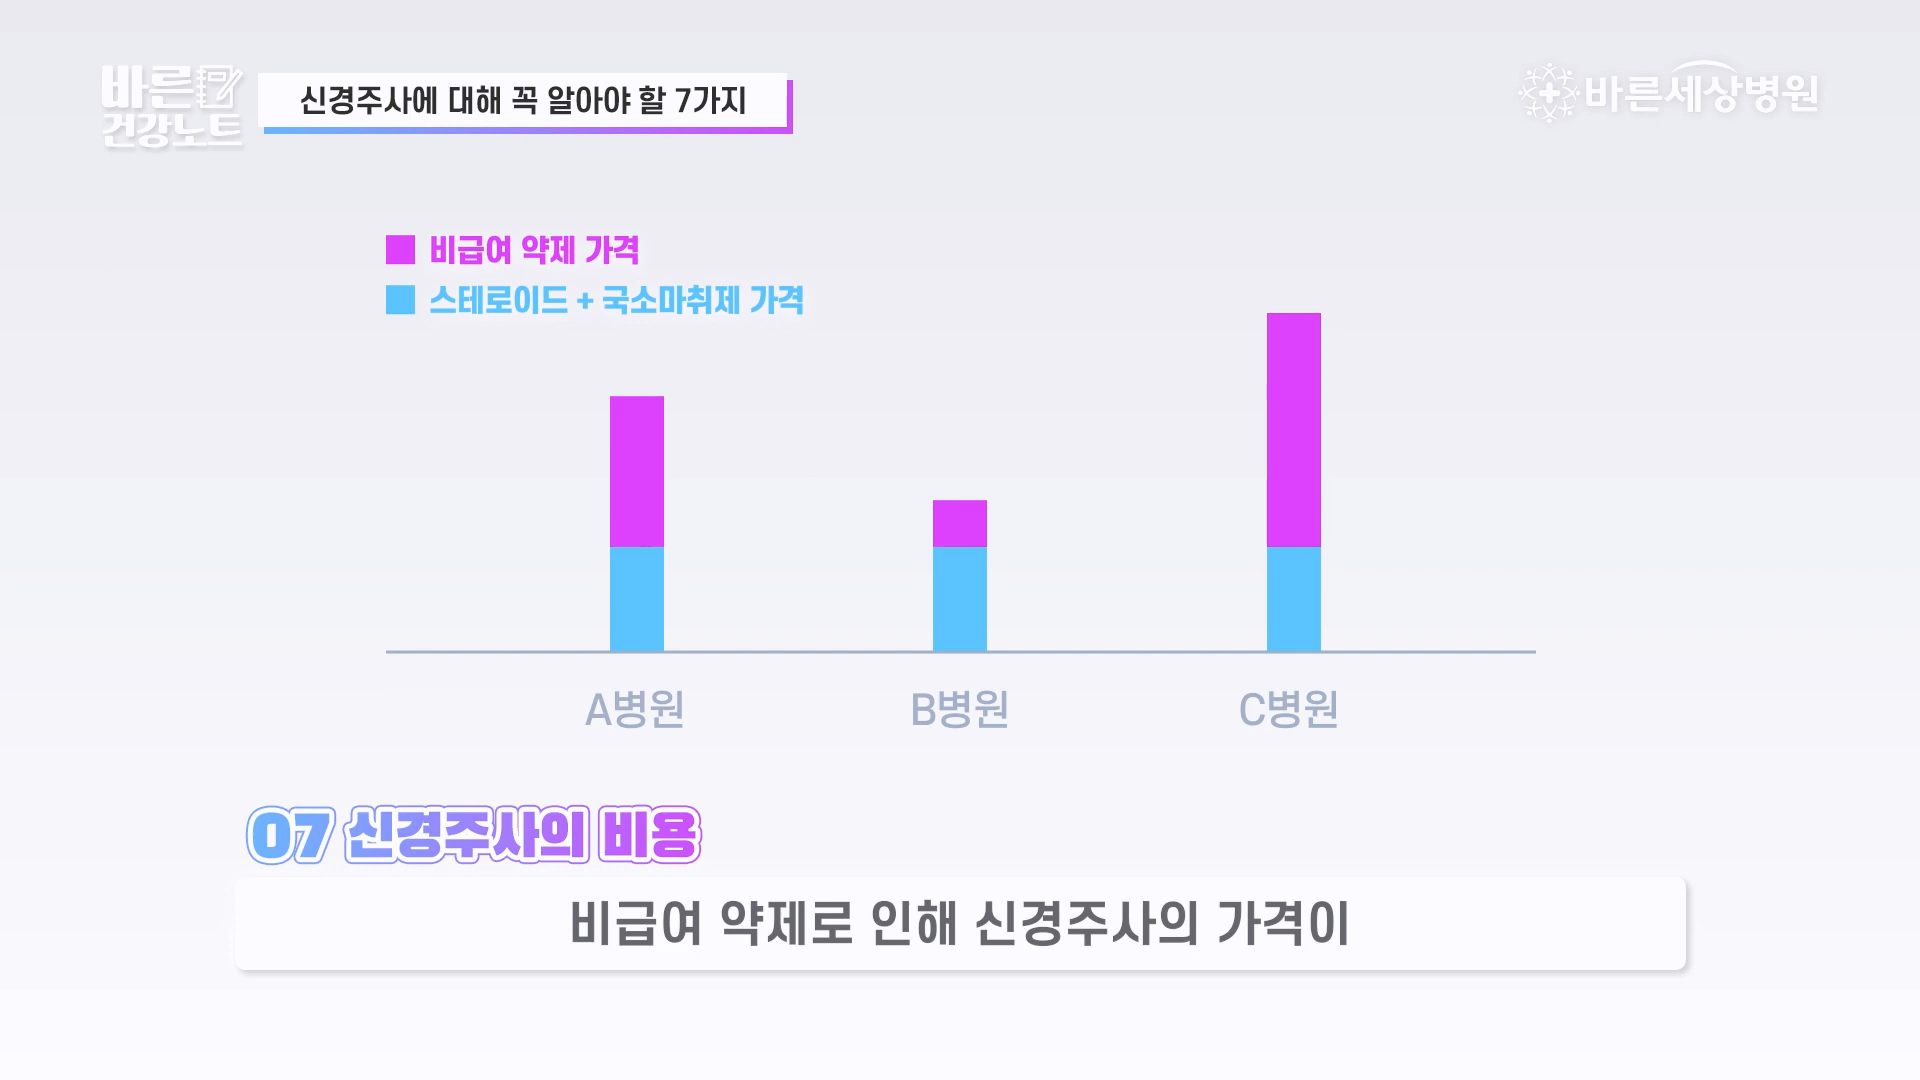 바른
건강노트
신경주사에 대해 꼭 알아야 할 7가지
바른세상병원
비급여 약제 가격
스테로이드 + 국소마취제 가격
A병원
B병원
C병원
07 신경주사의 비용
비급여 약제로 인해 신경주사의 가격이